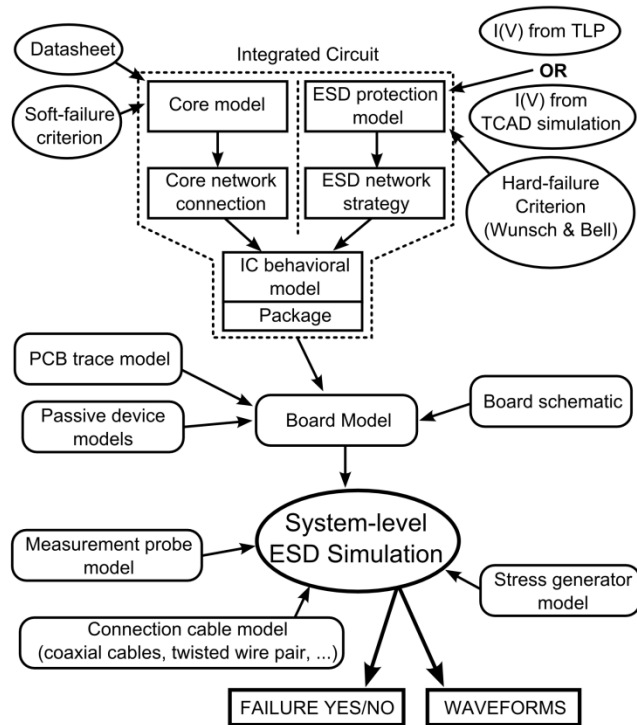 Datasheet
Integrated Circuit
I(V) from TLP
OR
Core model
ESD protection
model
Soft-failure
criterion
I(V) from
TCAD simulation
Core network
connection
ESD network
strategy
Hard-failure
Criterion
(Wunsch & Bell)
IC behavioral
model
Package
PCB trace model
Passive device
models
Board Model
Board schematic
System-level
ESD Simulation
Measurement probe
model
Stress generator
model
Connection cable model
(coaxial cables, twisted wire pair, ...)
FAILURE YES/NO
WAVEFORMS